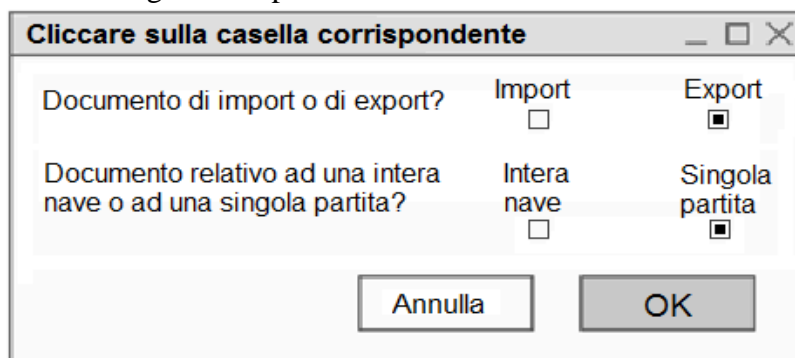 Cliccare sulla casella corrispondente
Documento di import o di export?
Import
Export
Documento relativo ad una intera
nave o ad una singola partita?
Intera
nave
Singola
partita
Annulla
OK